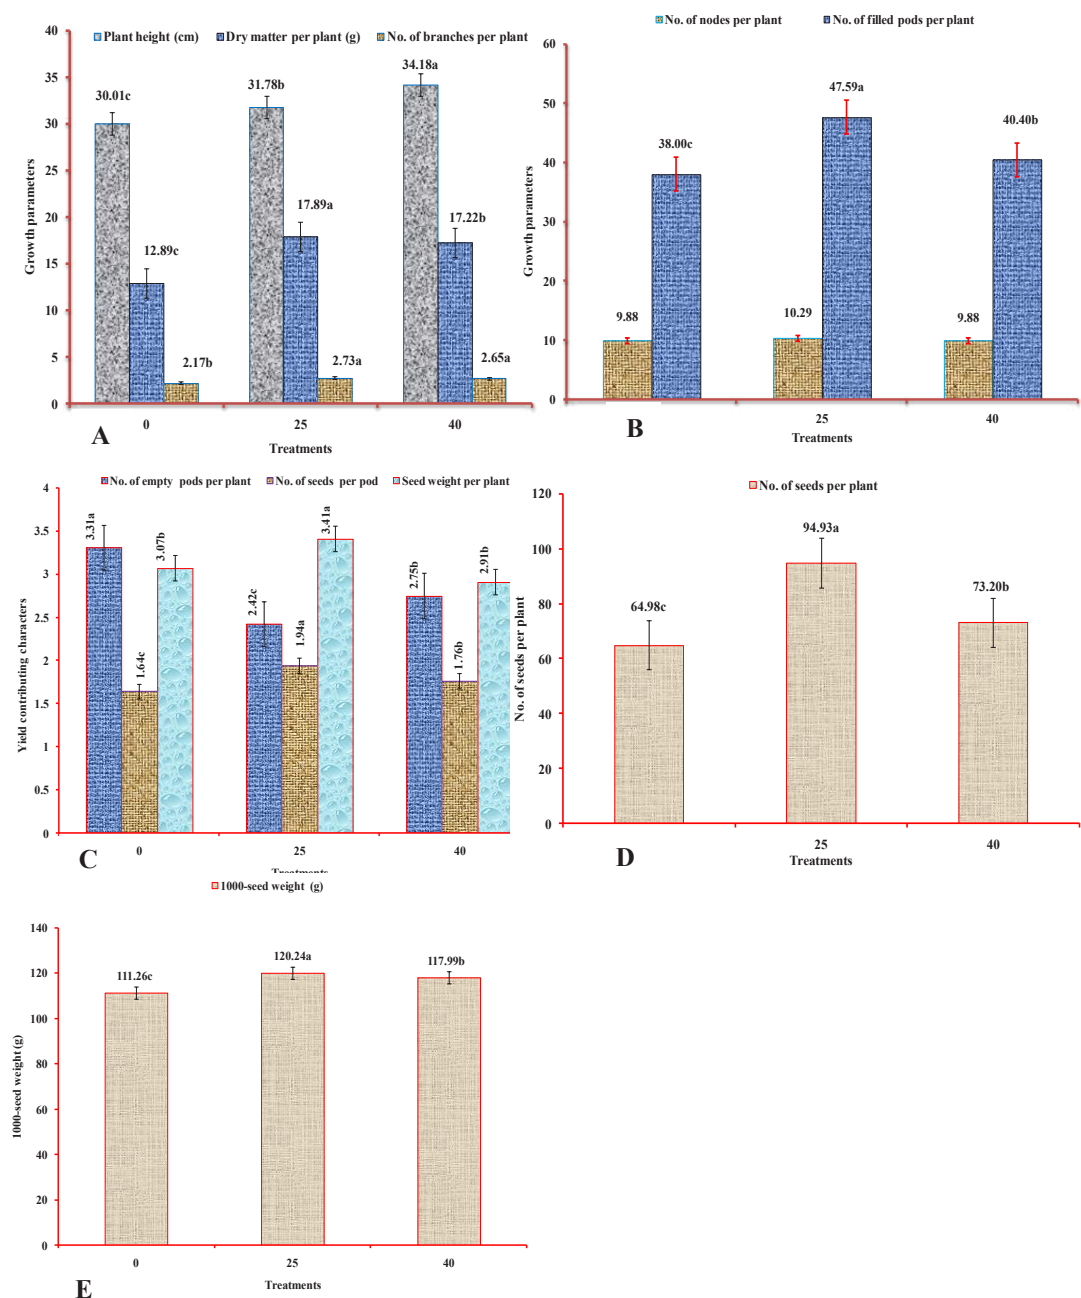 Plant height (cm) Dry matter per plant (g) No. of branches per plant
40
35
30
25
20
15
10
5
0
Growth parameters
30.01c
12.89c
2.17b
31.78b
17.89a
2.73a
34.18a
17.22b
2.65a
0 25 40
A
Treatments
No. of nodes per plant No. of filled pods per plant
60
50
40
30
20
10
0
Growth parameters
9.88
38.00c
10.29
47.59a
9.88
40.40b
25 40
B
Treatments
No. of empty pods per plant No. of seeds per pod Seed weight per plant
4
3.5
3
2.5
2
1.5
1
0.5
0
Yield contributing characters
3.31a
1.64c
3.07b
2.42c
1.94a
3.41a
2.75b
1.76b
2.91b
0 25 40
C
Treatments
No. of seeds per plant
120
100
80
60
40
20
0
No. of seeds per plant
64.98c
94.93a
73.20b
25 40
D
Treatments
1000-seed weight (g)
140
120
100
80
60
40
20
0
1000-seed weight (g)
111.26c
120.24a
117.99b
0 25 40
E
Treatments